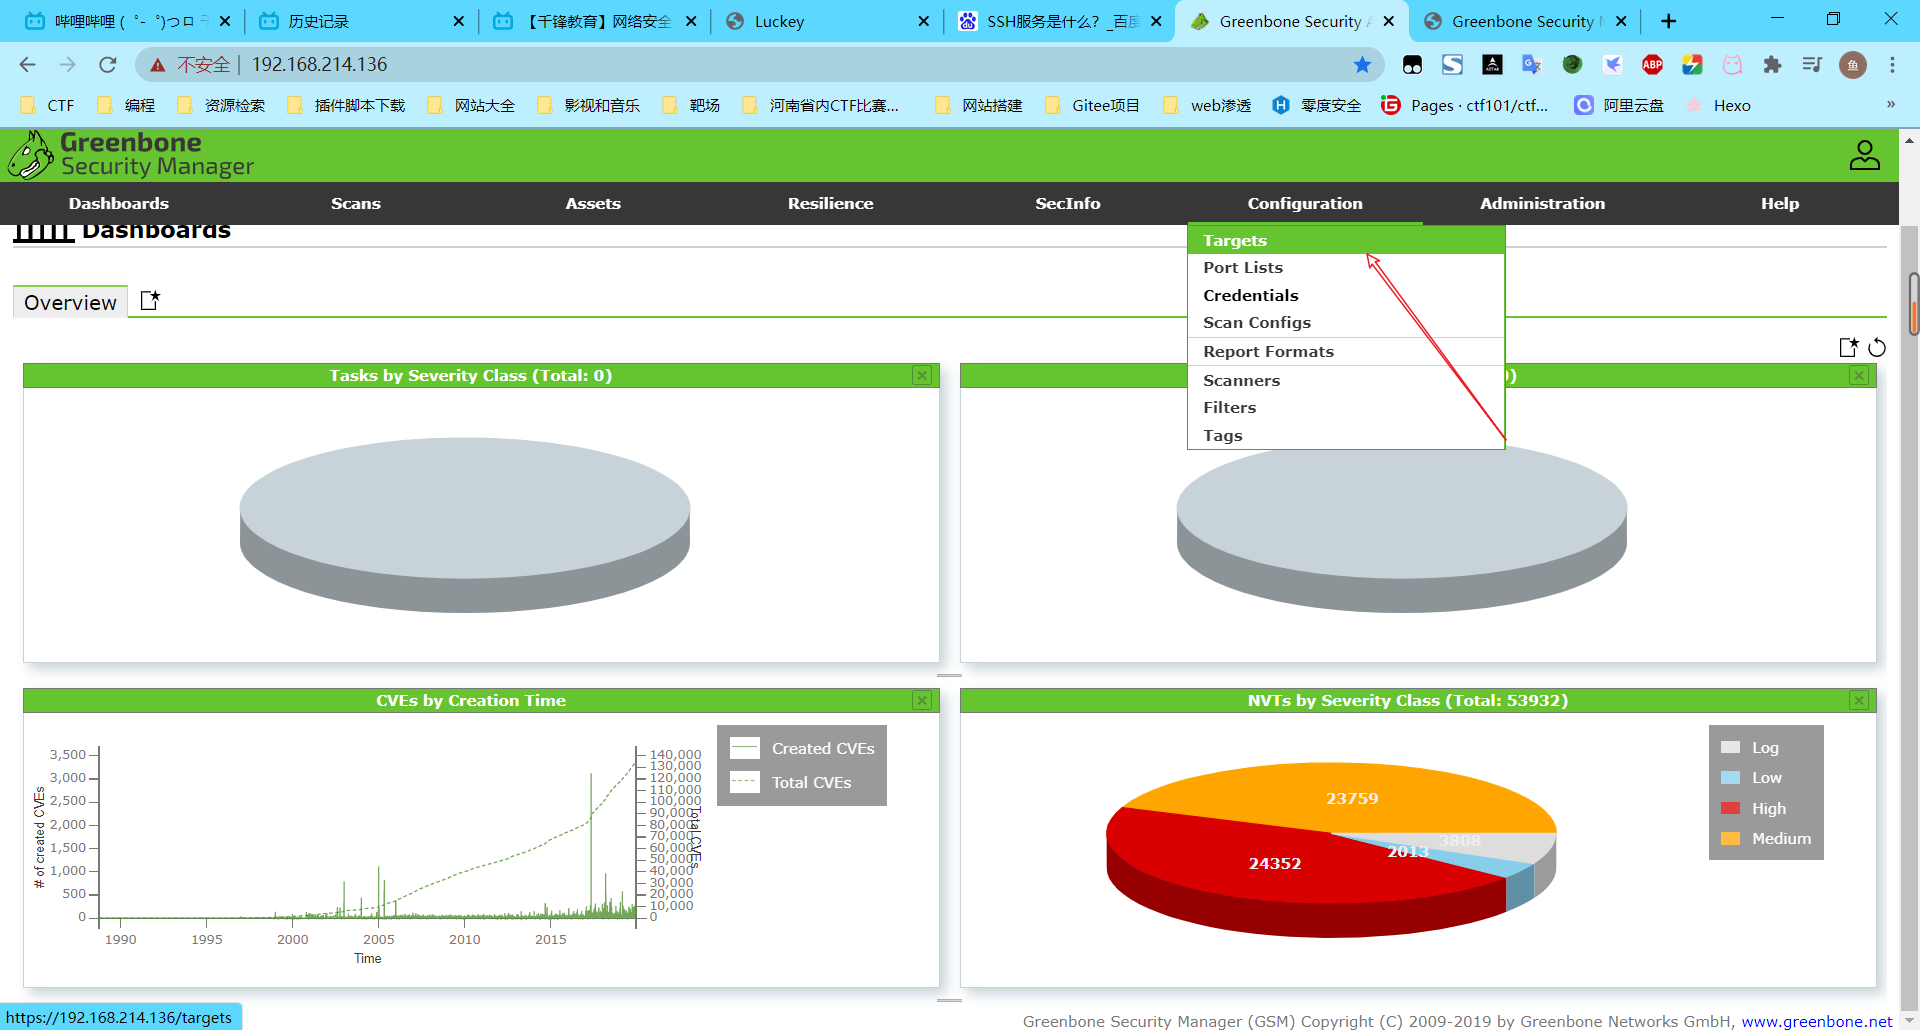 哔哩哔哩 ( ゜- ゜)つロ 千
历史记录
【千锋教育】网络安全
Luckey
SSH服务是什么？_百度
Greenbone Security A
Greenbone Security M
不安全 | 192.168.214.136
ABP
鱼
CTF
编程
资源检索
插件脚本下载
网站大全
影视和音乐
靶场
河南省内CTF比赛...
网站搭建
Gitee项目
web渗透
零度安全
Pages · ctf101/ctf...
阿里云盘
Hexo
»
Greenbone
Security Manager
Dashboards
Scans
Assets
Resilience
SecInfo
Configuration
Administration
Help
Dashboards
Targets
Port Lists
Credentials
Scan Configs
Report Formats
Scanners
Filters
Tags
Overview
Tasks by Severity Class (Total: 0)
)
CVEs by Creation Time
# of created CVEs
3,500
3,000
2,500
2,000
1,500
1,000
500
0
140,000
130,000
120,000
110,000
100,000
90,000
80,000
70,000
60,000
50,000
40,000
30,000
20,000
10,000
0
Total CVEs
1990
1995
2000
2005
2010
2015
Time
Created CVEs
Total CVEs
NVTs by Severity Class (Total: 53932)
23759
3808
2013
24352
Log
Low
High
Medium
https://192.168.214.136/targets
Greenbone Security Manager (GSM) Copyright (C) 2009-2019 by Greenbone Networks GmbH, www.greenbone.net